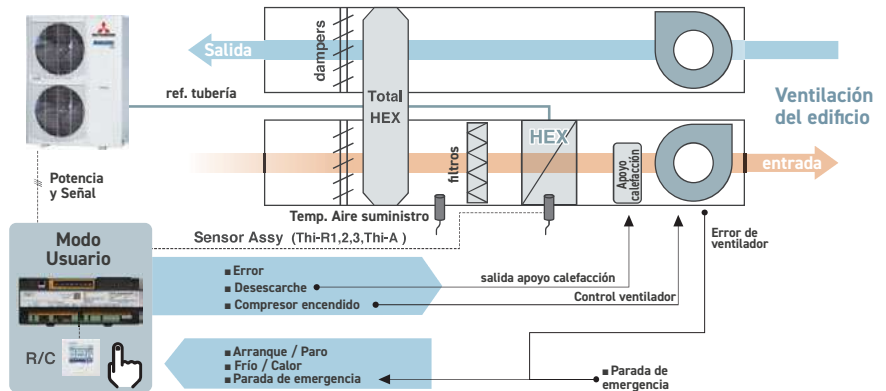 Salida
dampers
ref. tubería
Total
HEX
Ventilación
del edificio
HEX
filtros
Apoyo
calefacción
entrada
Potencia
y Señal
Temp. Aire suministro
Sensor Assy (Thi-R1,2,3,Thi-A )
Error de
ventilador
Modo
Usuario
■ Error
■ Desescarche
■ Compresor encendido
salida apoyo calefacción
Control ventilador
R/C
■ Arranque / Paro
■ Frío / Calor
■ Parada de emergencia
■ Parada de
emergencia